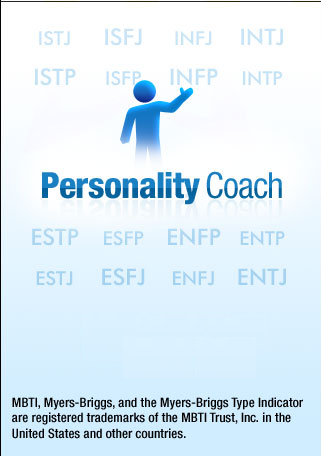 ISTJ ISFJ INFJ INTJ
ISTP ISFP INFP INTP
Personality Coach
ESTP ESFP ENFP ENTP
ESTJ ESFJ ENFJ ENTJ
MBTI, Myers-Briggs, and the Myers-Briggs Type Indicator
are registered trademarks of the MBTI Trust, Inc. in the
United States and other countries.